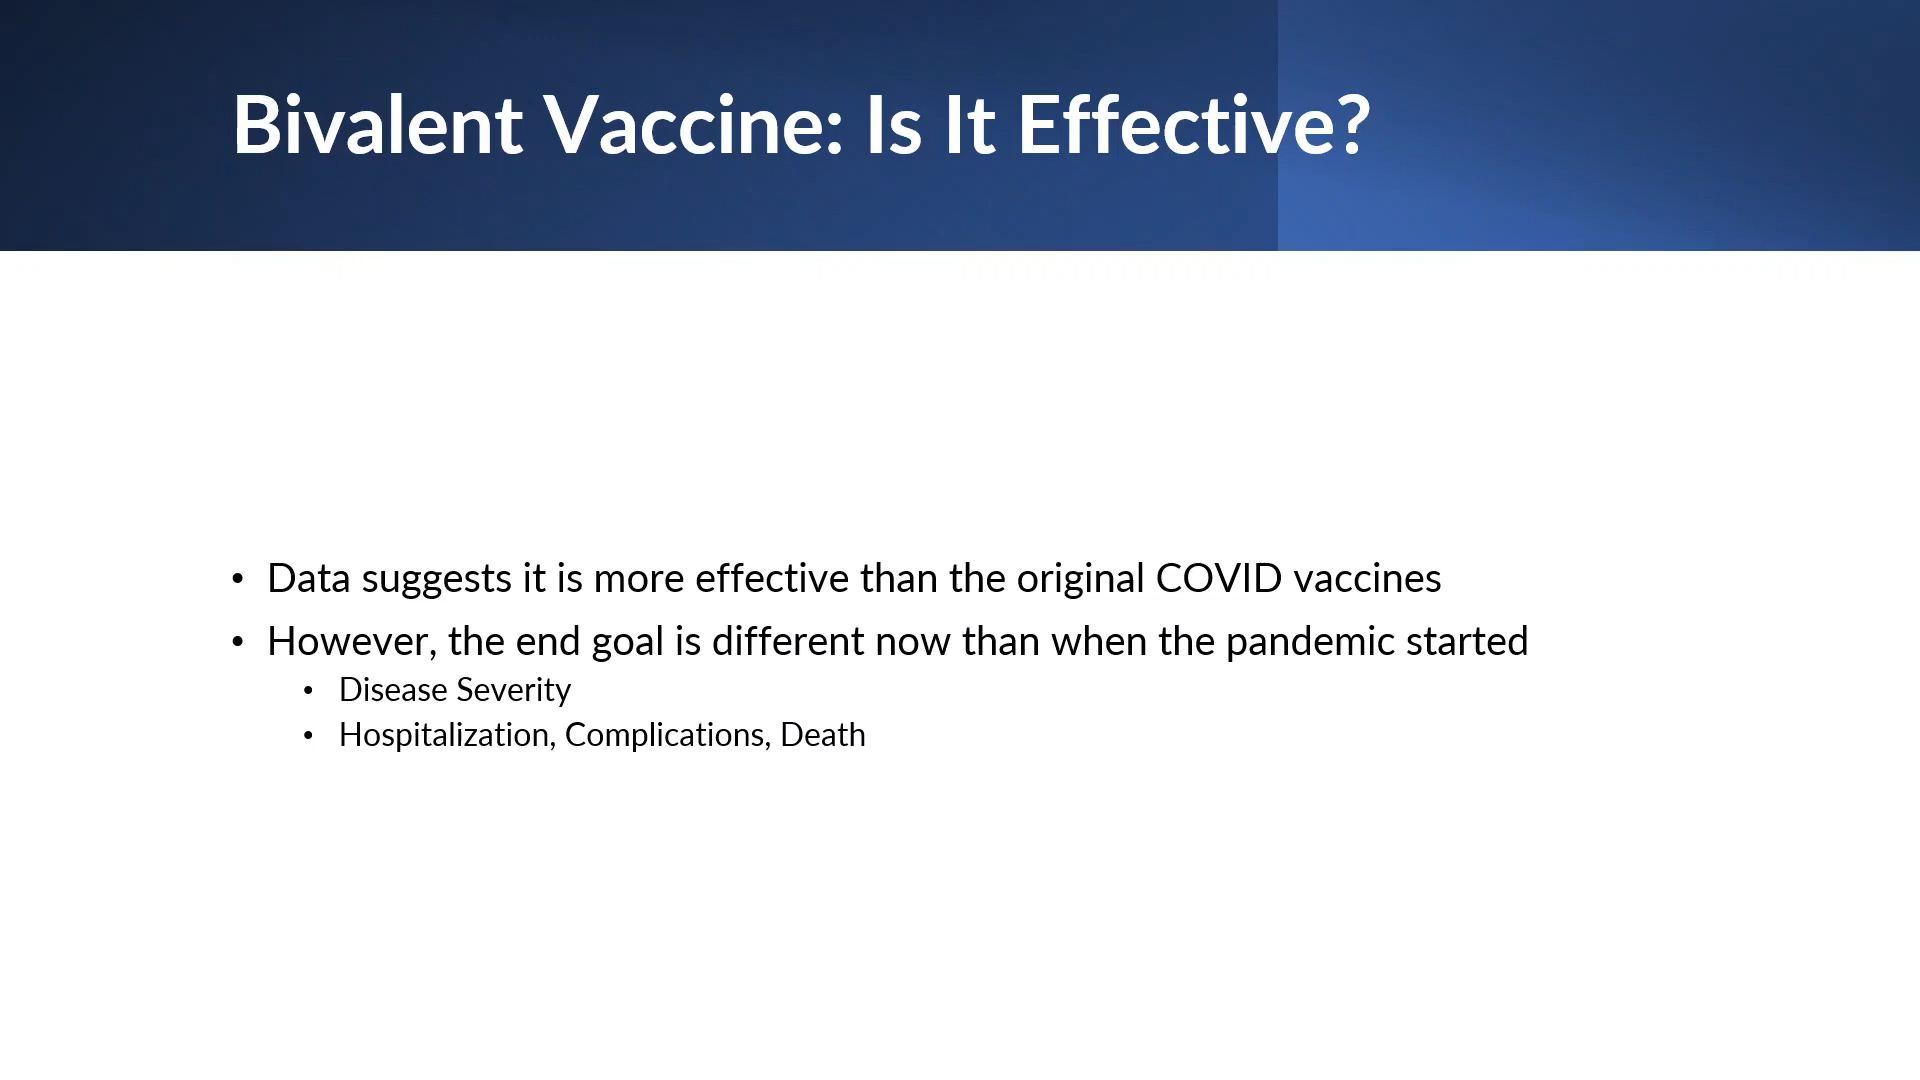 Bivalent Vaccine: Is It Effective?
• Data suggests it is more effective than the original COVID vaccines
• However, the end goal is different now than when the pandemic started
• Disease Severity
• Hospitalization, Complications, Death